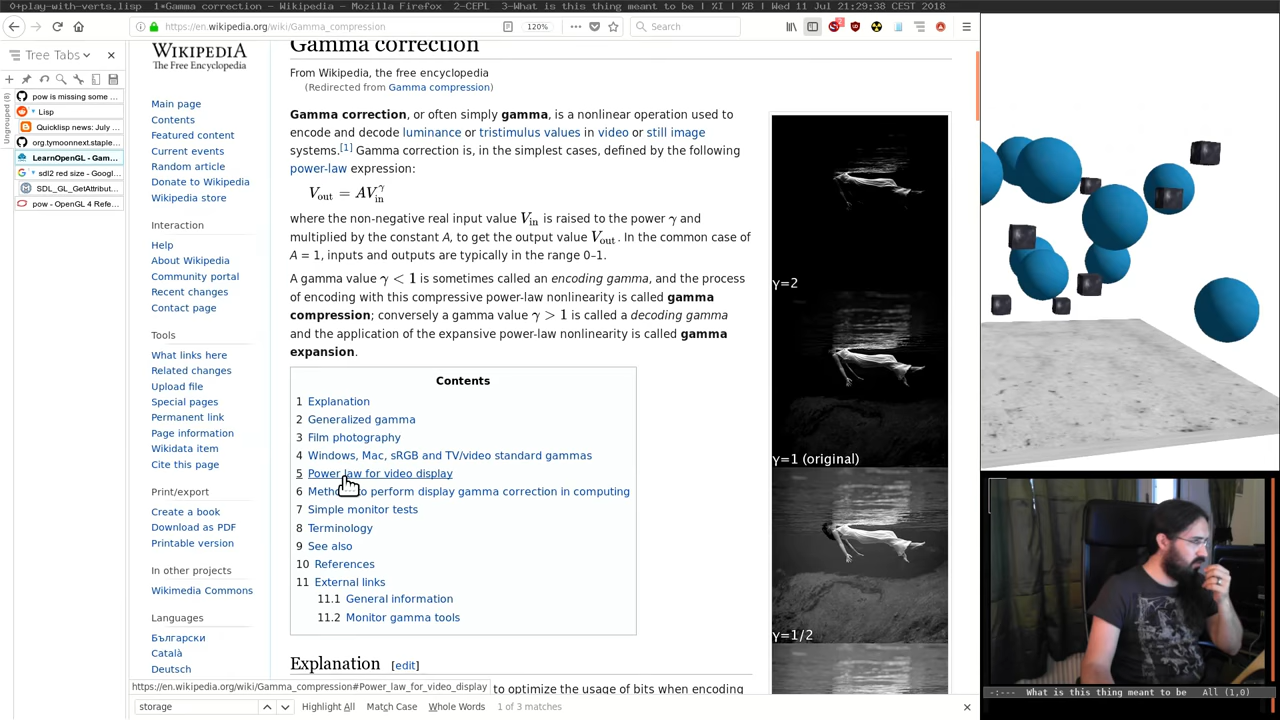 0*play-with-verts.lisp  1*Gamma correction - Wikipedia - Mozilla Firefox  2-CEPL  3-What is this thing meant to be  | %I | %B | Wed 11 Jul 21:29:38 CEST 2018
https://en.wikipedia.org/wiki/Gamma_compression
120%
Search
Tree Tabs
Ungrouped (8)
pow is missing some ...
Lisp
Quicklisp news: July ...
org.tymoonnext.staple...
LearnOpenGL - Gam...
sdl2 red size - Googl...
SDL_GL_GetAttribut...
pow - OpenGL 4 Refe...
WIKIPEDIA
The Free Encyclopedia
Main page
Contents
Featured content
Current events
Random article
Donate to Wikipedia
Wikipedia store
Interaction
Help
About Wikipedia
Community portal
Recent changes
Contact page
Tools
What links here
Related changes
Upload file
Special pages
Permanent link
Page information
Wikidata item
Cite this page
Print/export
Create a book
Download as PDF
Printable version
In other projects
Wikimedia Commons
Languages
Български
Català
Deutsch
Gamma correction
From Wikipedia, the free encyclopedia
(Redirected from Gamma compression)
Gamma correction, or often simply gamma, is a nonlinear operation used to
encode and decode luminance or tristimulus values in video or still image
systems.[1] Gamma correction is, in the simplest cases, defined by the following
power-law expression:
Vout = AVinγ
where the non-negative real input value Vin is raised to the power γ and
multiplied by the constant A, to get the output value Vout. In the common case of
A = 1, inputs and outputs are typically in the range 0–1.
A gamma value γ < 1 is sometimes called an encoding gamma, and the process
of encoding with this compressive power-law nonlinearity is called gamma
compression; conversely a gamma value γ > 1 is called a decoding gamma
and the application of the expansive power-law nonlinearity is called gamma
expansion.
Contents
1 Explanation
2 Generalized gamma
3 Film photography
4 Windows, Mac, sRGB and TV/video standard gammas
5 Power law for video display
6 Metho to perform display gamma correction in computing
7 Simple monitor tests
8 Terminology
9 See also
10 References
11 External links
11.1 General information
11.2 Monitor gamma tools
Explanation [edit]
to optimize the usage of bits when encoding
γ=2
γ=1 (original)
γ=1/2
https://en.wikipedia.org/wiki/Gamma_compression#Power_law_for_video_display
storage
Highlight All
Match Case
Whole Words
1 of 3 matches
-:---  What is this thing meant to be  All (1,0)